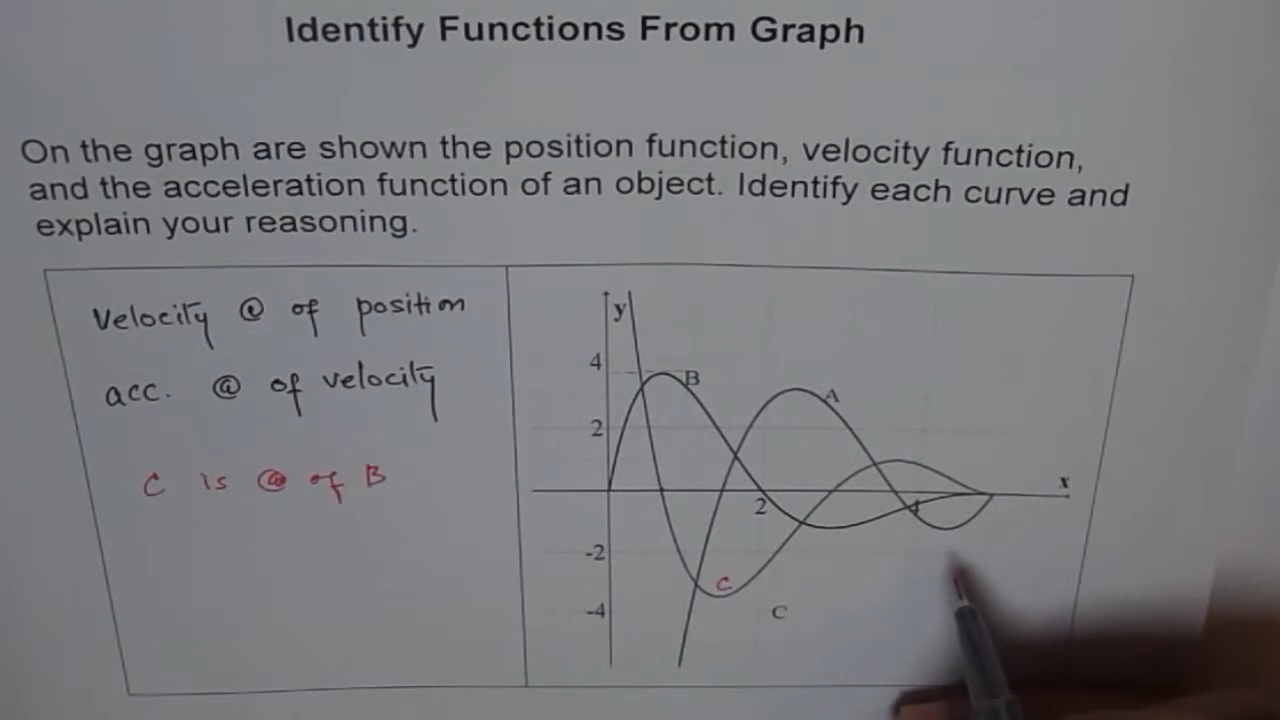 Identify Functions From Graph
On the graph are shown the position function, velocity function,
and the acceleration function of an object. Identify each curve and
explain your reasoning.
Velocity @ of position
acc. @ of velocity
C is @ of B
y
4
B
A
2
x
2
4
-2
C
-4
C